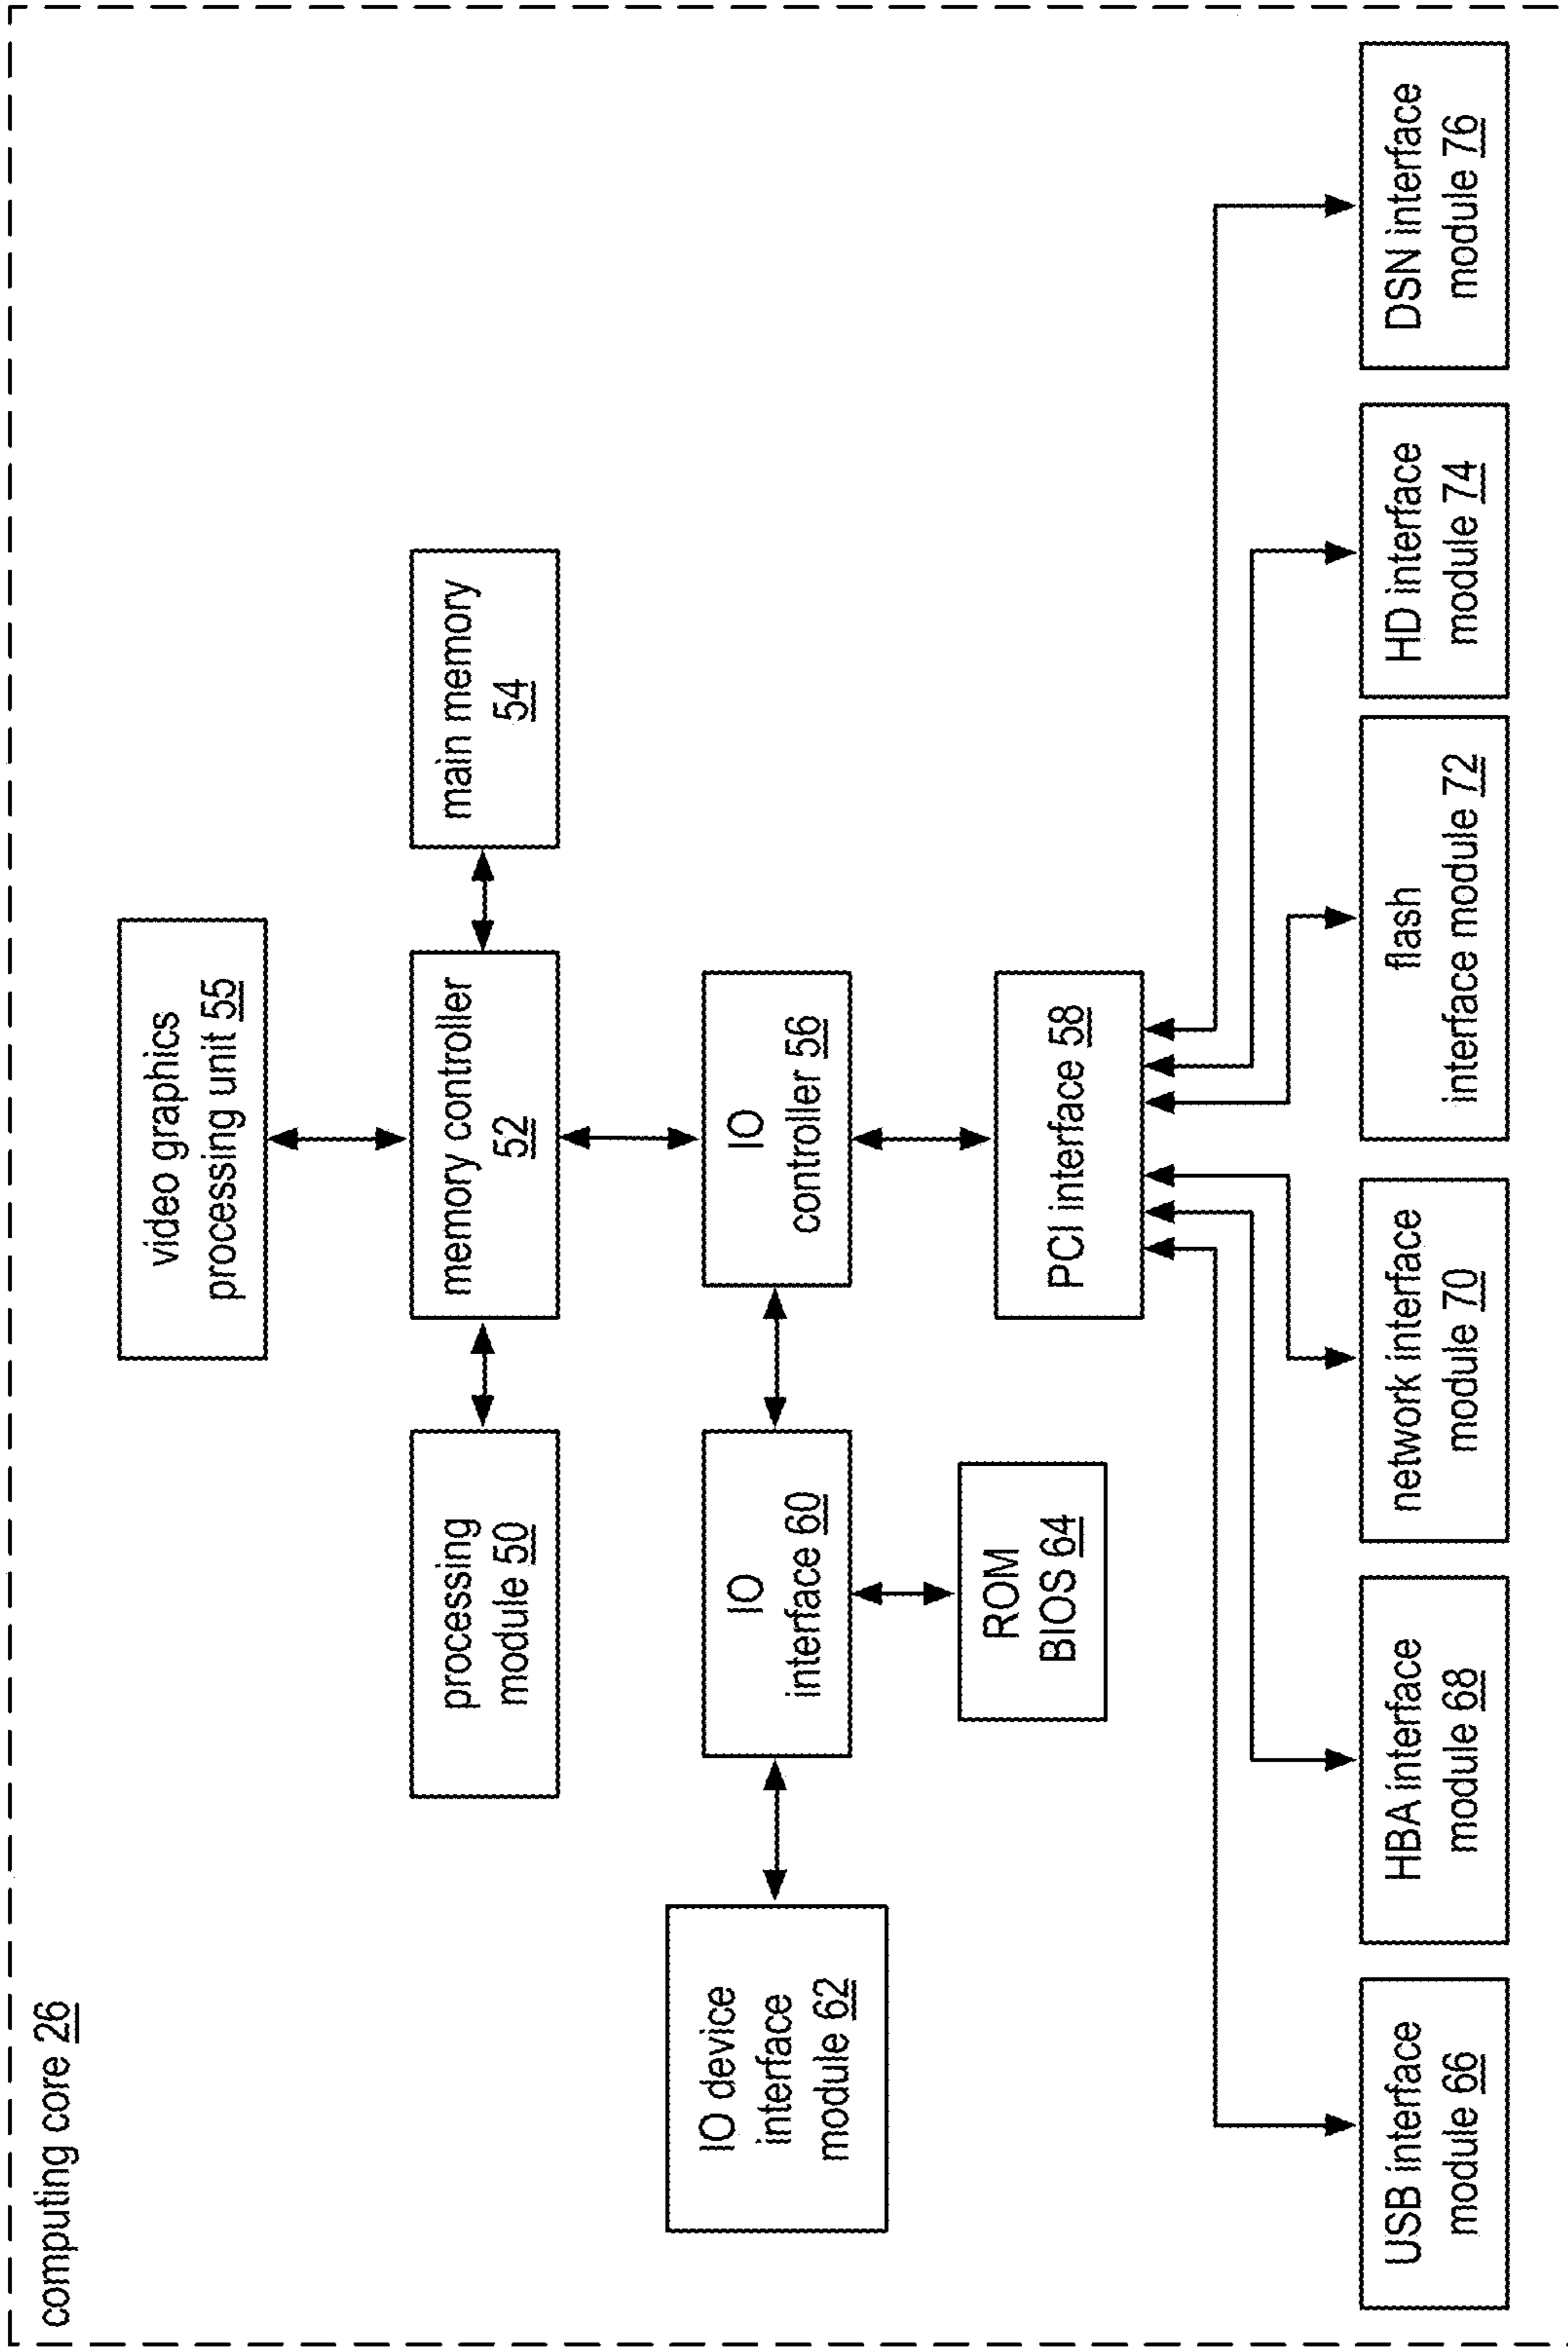 computing core 26
video graphics
processing unit 55
processing
module 50
memory controller
52
main memory
54
IO device
interface
module 62
IO
interface 60
IO
controller 56
ROM
BIOS 64
PCI interface 58
USB interface
module 66
HBA interface
module 68
network interface
module 70
flash
interface module 72
HD interface
module 74
DSN interface
module 76